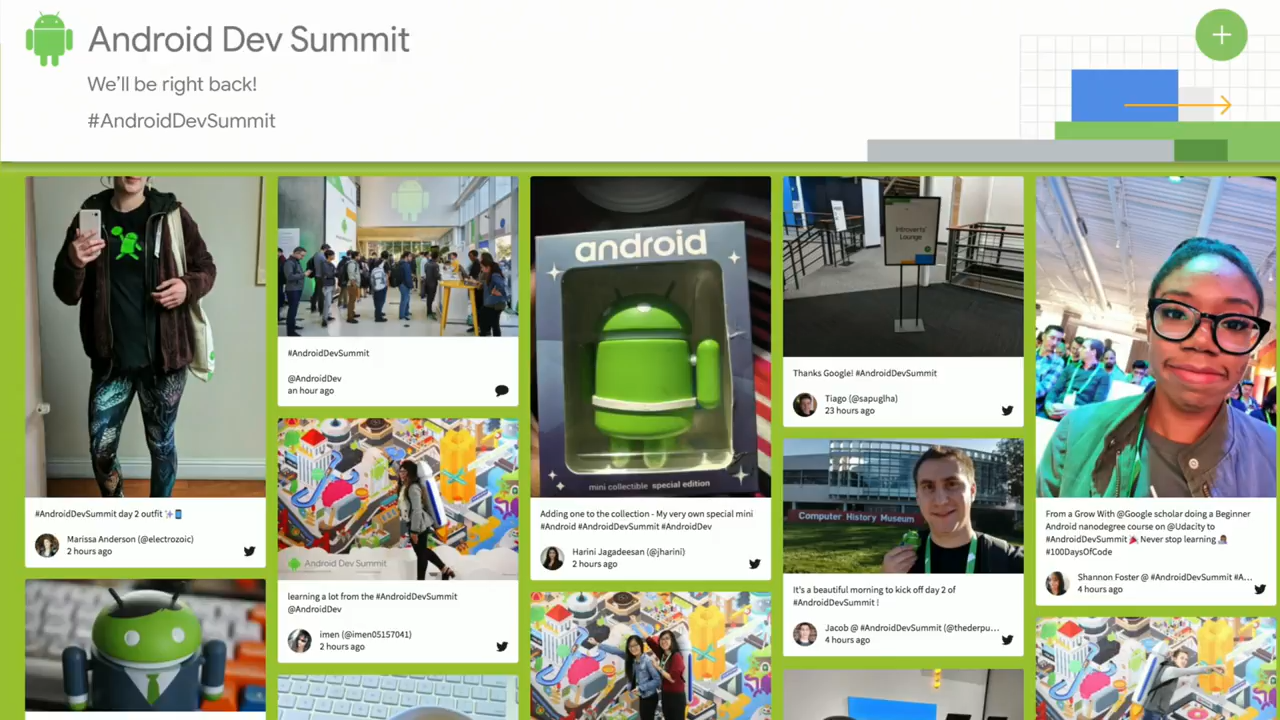 Android Dev Summit
We'll be right back!
#AndroidDevSummit
#AndroidDevSummit day 2 outfit ✨📱
Marissa Anderson (@electrozoic)
2 hours ago
#AndroidDevSummit
@AndroidDev
an hour ago
Android Dev Summit
learning a lot from the #AndroidDevSummit
@AndroidDev
imen (@imen05157041)
2 hours ago
android
mini collectible special edition
Adding one to the collection - My very own special mini
#Android #AndroidDevSummit #AndroidDev
Harini Jagadeesan (@jharini)
2 hours ago
Introverts'
Lounge
Thanks Google! #AndroidDevSummit
Tiago (@sapuglha)
23 hours ago
Computer History Museum
It's a beautiful morning to kick off day 2 of
#AndroidDevSummit !
Jacob @ #AndroidDevSummit (@thederpu...
4 hours ago
From a Grow With @Google scholar doing a Beginner
Android nanodegree course on @Udacity to
#AndroidDevSummit 🎉 Never stop learning 👩🏾‍💻
#100DaysOfCode
Shannon Foster @ #AndroidDevSummit #A...
4 hours ago